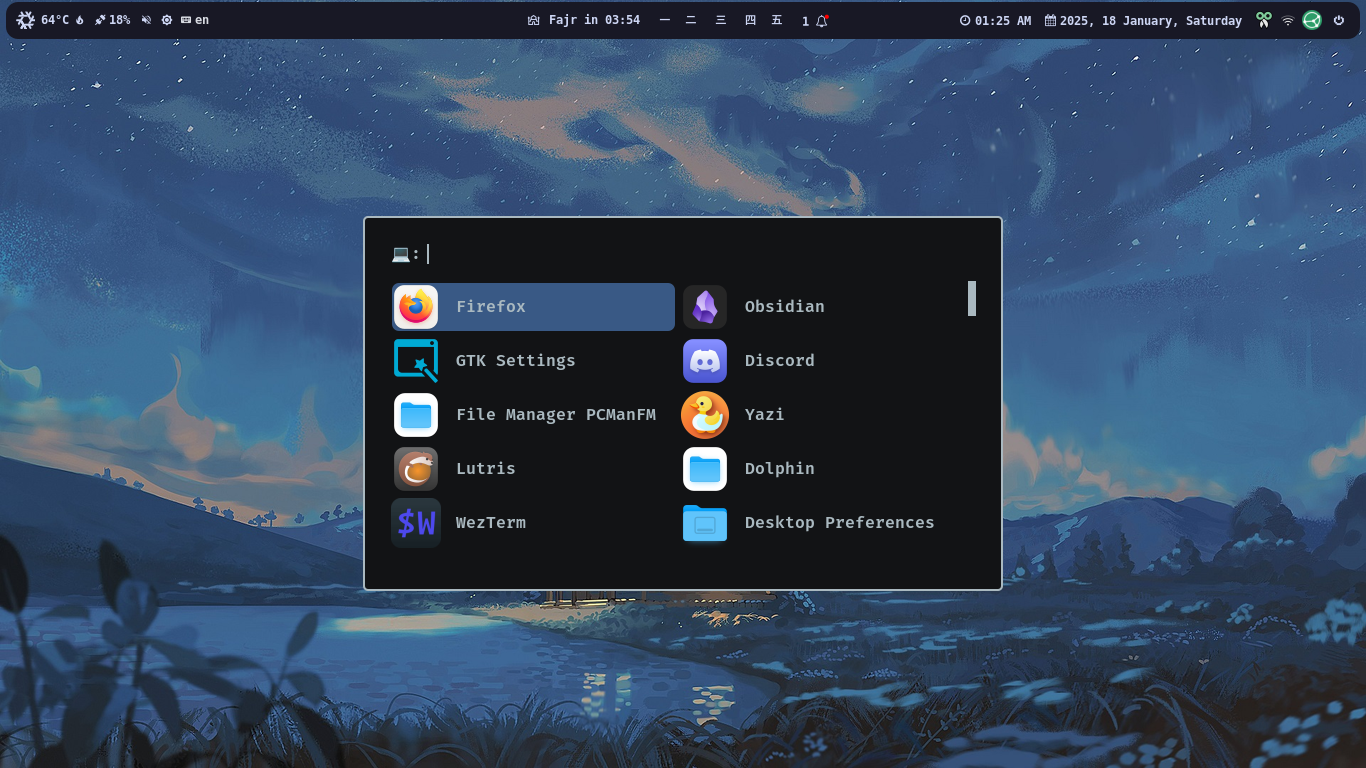 64°C 18% en Fajr in 03:54 一 二 三 四 五 1 01:25 AM 2025, 18 January, Saturday
:
Firefox Obsidian
GTK Settings Discord
File Manager PCManFM Yazi
Lutris Dolphin
$W WezTerm Desktop Preferences